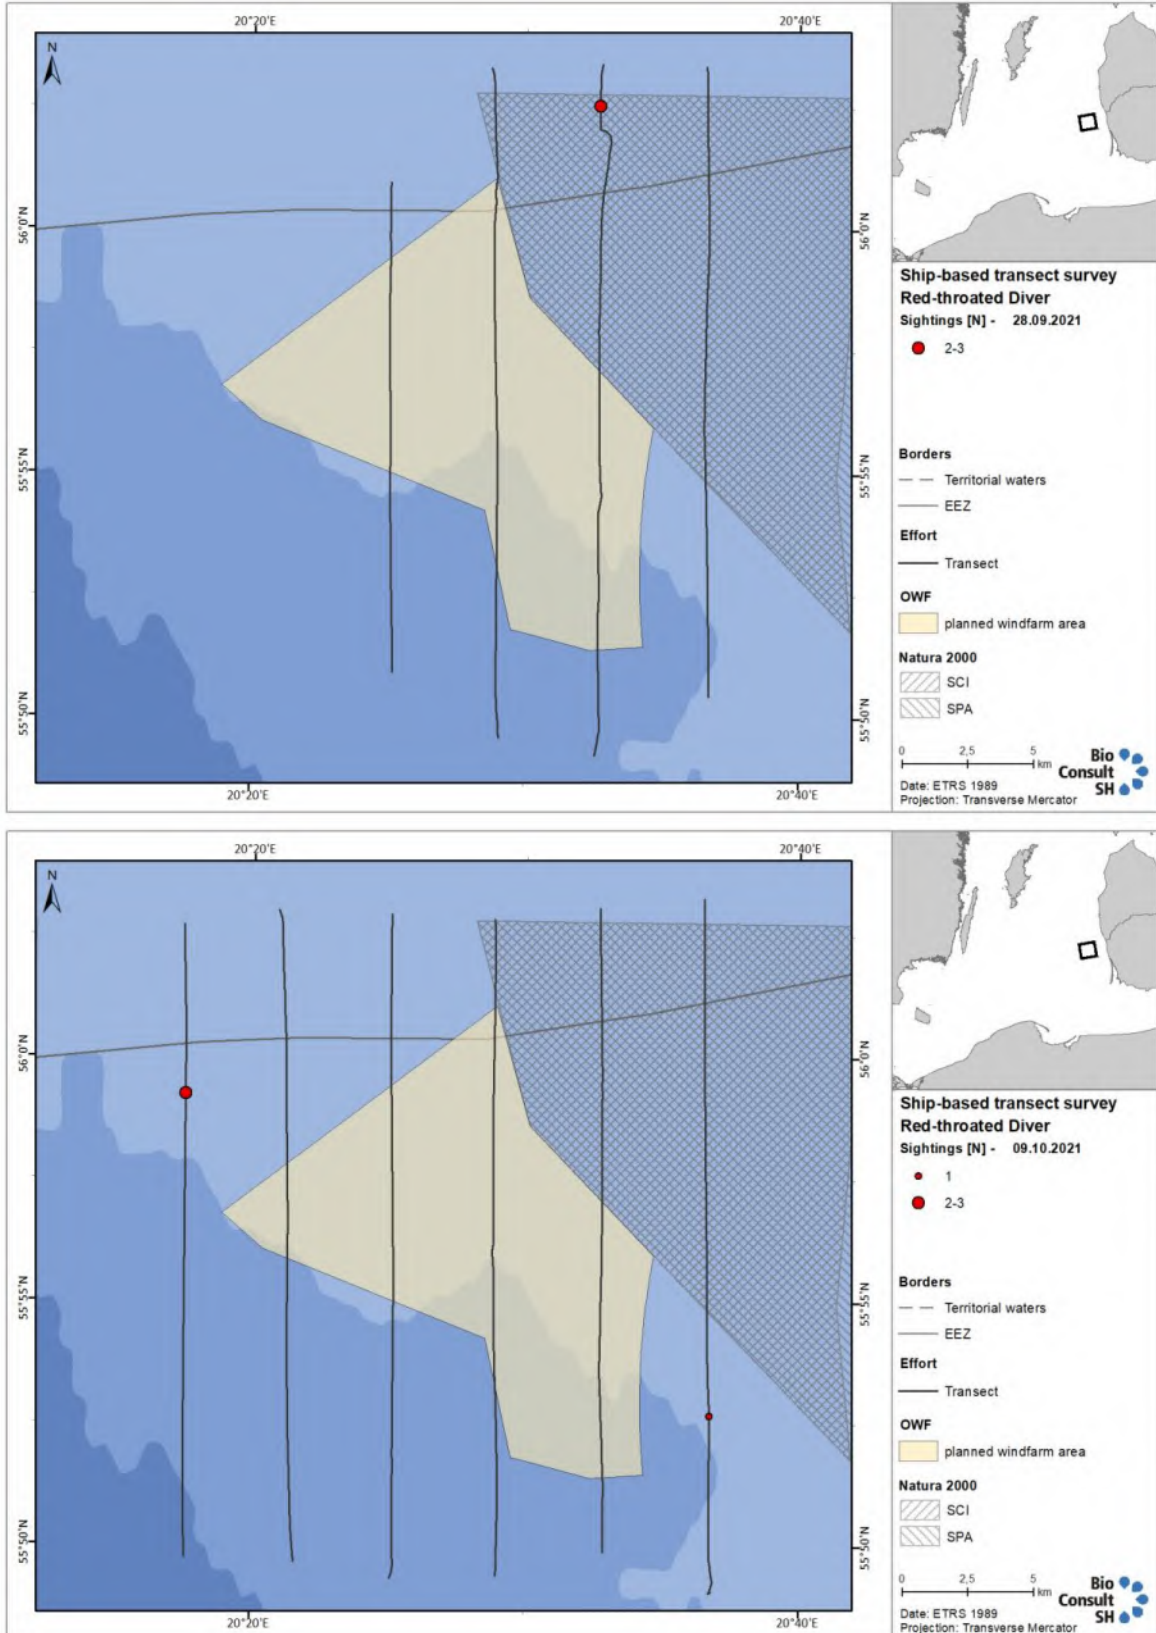 20°20'E 20°40'E
N
56°0'N 56°0'N
55°55'N 55°55'N
55°50'N 55°50'N
20°20'E 20°40'E
Ship-based transect survey
Red-throated Diver
Sightings [N] - 28.09.2021
2-3
Borders
Territorial waters
EEZ
Effort
Transect
OWF
planned windfarm area
Natura 2000
SCI
SPA
0 2,5 5
km
Bio
Consult
SH
Date: ETRS 1989
Projection: Transverse Mercator
20°20'E 20°40'E
N
56°0'N 56°0'N
55°55'N 55°55'N
55°50'N 55°50'N
20°20'E 20°40'E
Ship-based transect survey
Red-throated Diver
Sightings [N] - 09.10.2021
1
2-3
Borders
Territorial waters
EEZ
Effort
Transect
OWF
planned windfarm area
Natura 2000
SCI
SPA
0 2,5 5
km
Bio
Consult
SH
Date: ETRS 1989
Projection: Transverse Mercator